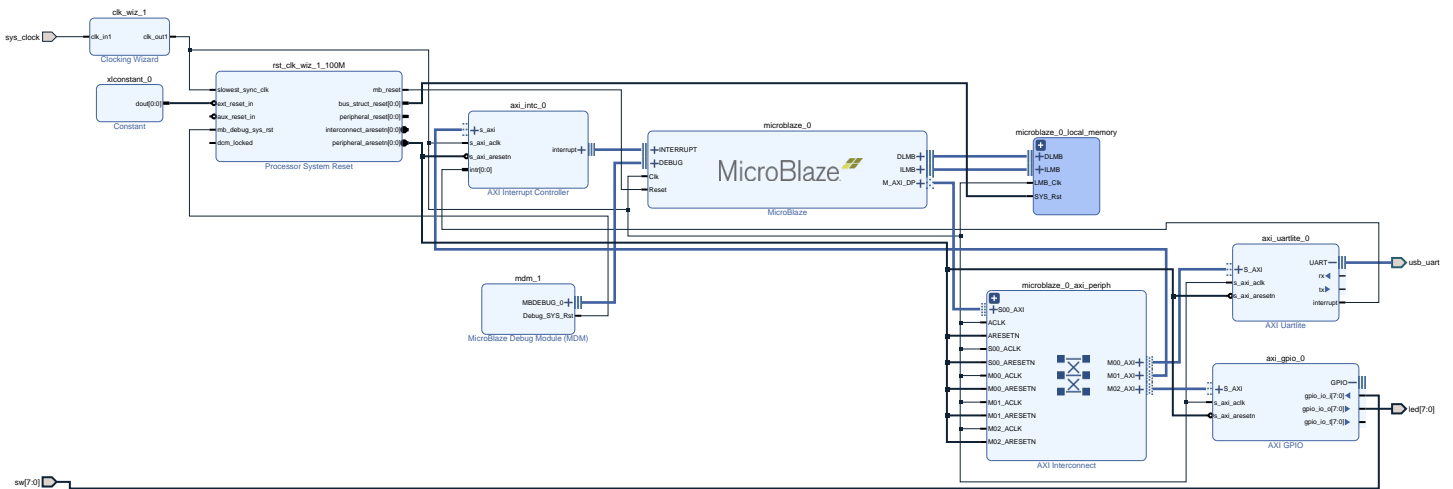 sys_clock
clk_wiz_1
clk_in1
clk_out1
Clocking Wizard
xlconstant_0
dout[0:0]
Constant
rst_clk_wiz_1_100M
slowest_sync_clk
ext_reset_in
aux_reset_in
mb_debug_sys_rst
dcm_locked
mb_reset
bus_struct_reset[0:0]
peripheral_reset[0:0]
interconnect_aresetn[0:0]
peripheral_aresetn[0:0]
Processor System Reset
axi_intc_0
s_axi
s_axi_aclk
s_axi_aresetn
intr[0:0]
interrupt
AXI Interrupt Controller
microblaze_0
INTERRUPT
DEBUG
Clk
Reset
MicroBlaze
DLMB
ILMB
M_AXI_DP
MicroBlaze
microblaze_0_local_memory
DLMB
ILMB
LMB_Clk
SYS_Rst
mdm_1
MBDEBUG_0
Debug_SYS_Rst
MicroBlaze Debug Module (MDM)
microblaze_0_axi_periph
S00_AXI
ACLK
ARESETN
S00_ACLK
S00_ARESETN
M00_ACLK
M00_ARESETN
M01_ACLK
M01_ARESETN
M02_ACLK
M02_ARESETN
M00_AXI
M01_AXI
M02_AXI
AXI Interconnect
axi_uartlite_0
S_AXI
s_axi_aclk
s_axi_aresetn
UART
rx
tx
interrupt
AXI Uartlite
usb_uart
axi_gpio_0
S_AXI
s_axi_aclk
s_axi_aresetn
GPIO
gpio_io_i[7:0]
gpio_io_o[7:0]
gpio_io_t[7:0]
AXI GPIO
led[7:0]
sw[7:0]